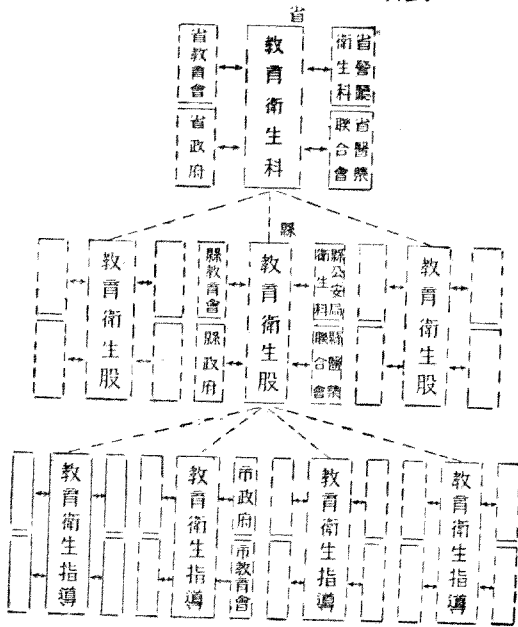 省
省教育會
省政府
教育衛生科
省警廳衛生科
省醫藥聯合會
縣
教育衛生股
縣教育會
縣政府
教育衛生股
縣公安局衛生科
縣醫藥聯合會
教育衛生股
教育衛生指導
教育衛生指導
市政府
市教育會
教育衛生指導
教育衛生指導